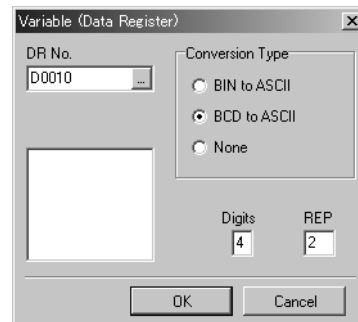 Variable (Data Register)
DR No.
D0010
...
Conversion Type
BIN to ASCII
BCD to ASCII
None
Digits
REP
4
2
OK
Cancel